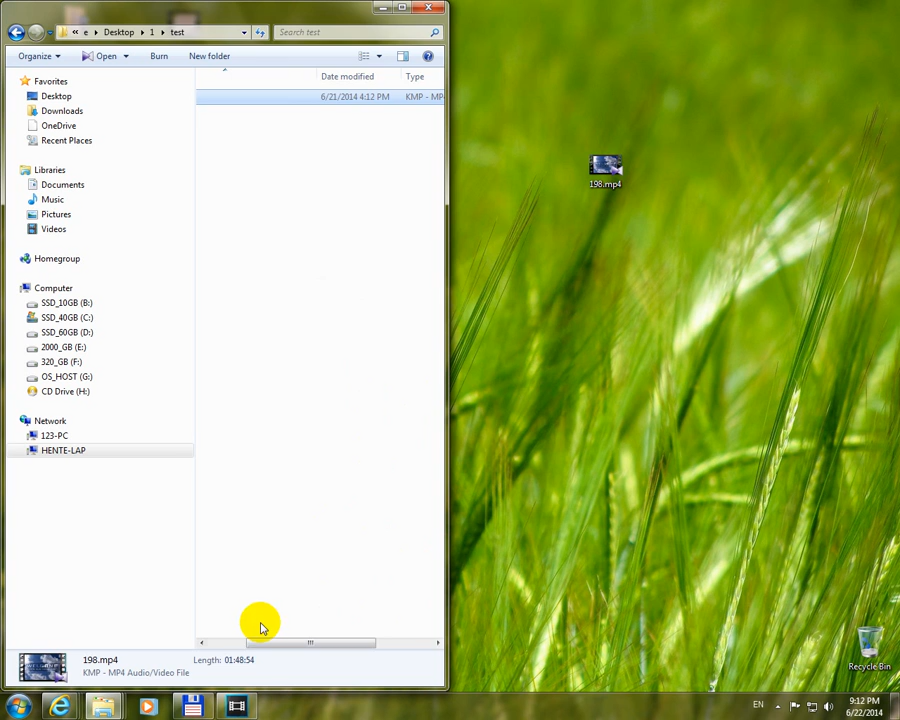 « e ▸ Desktop ▸ 1 ▸ test
Search test
Organize
Open
Burn
New folder
Date modified
Type
6/21/2014 4:12 PM
KMP - MP4
Favorites
Desktop
Downloads
OneDrive
Recent Places
Libraries
Documents
Music
Pictures
Videos
Homegroup
Computer
SSD_10GB (B:)
SSD_40GB (C:)
SSD_60GB (D:)
2000_GB (E:)
320_GB (F:)
OS_HOST (G:)
CD Drive (H:)
Network
123-PC
HENTE-LAP
198.mp4
Length: 01:48:54
KMP - MP4 Audio/Video File
198.mp4
Recycle Bin
EN
9:12 PM
6/22/2014